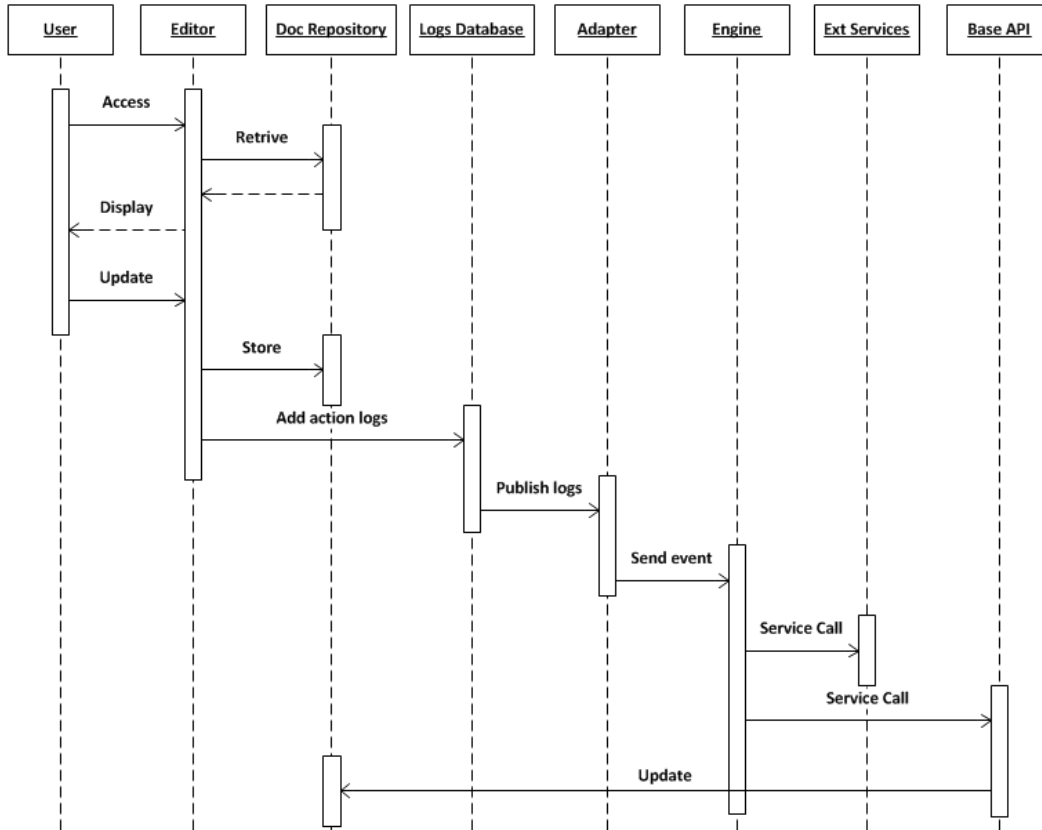 User
Editor
Doc Repository
Logs Database
Adapter
Engine
Ext Services
Base API
Access
Retrive
Display
Update
Store
Add action logs
Publish logs
Send event
Service Call
Service Call
Update